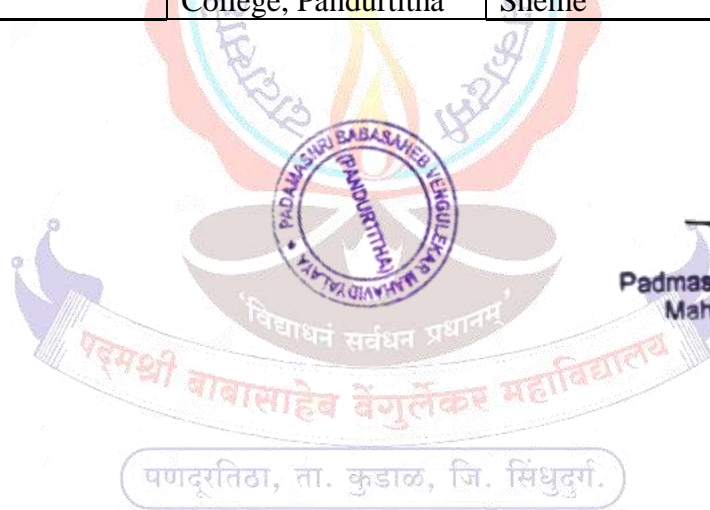 College, Pandurtitha Sheme
PADAMASHRI BABASAHEB VENGULEKAR MAHAVIDYALAYA
(PANDURTITHA)
Padmas
Mah
'विद्याधनं सर्वधन प्रधानम्'
पद्मश्री बाबासाहेब वेंगुर्लेकर महाविद्यालय
पणदूरतिठा, ता. कुडाळ, जि. सिंधुदुर्ग.